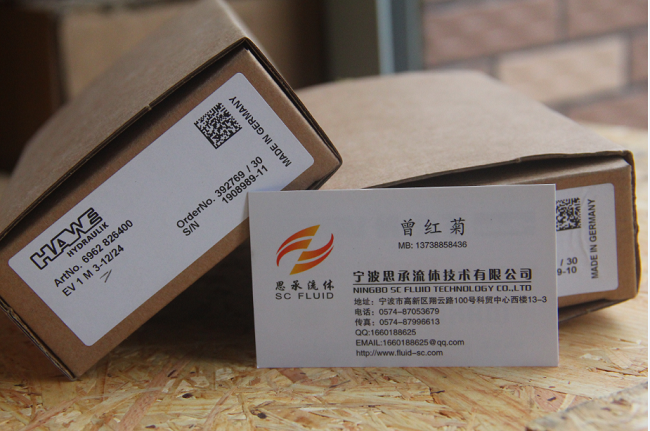 HAWE
HYDRAULIK
ArtNo. 6962 826400
EV 1 M 3-12/24
OrderNo. 392769 / 30
S/N 1908989-11
MADE IN GERMANY
曾红菊
MB: 13738858436
思承流体
SC FLUID
宁波思承流体技术有限公司
NINGBO SC FLUID TECHNOLOGY CO.,LTD
地址: 宁波市高新区翔云路100号科贸中心西楼13-3
电话: 0574-87053679
传真: 0574-87996613
QQ:1660188625
EMAIL:1660188625@qq.com
http://www.fluid-sc.com
/ 30
9-10
MADE IN GERMANY